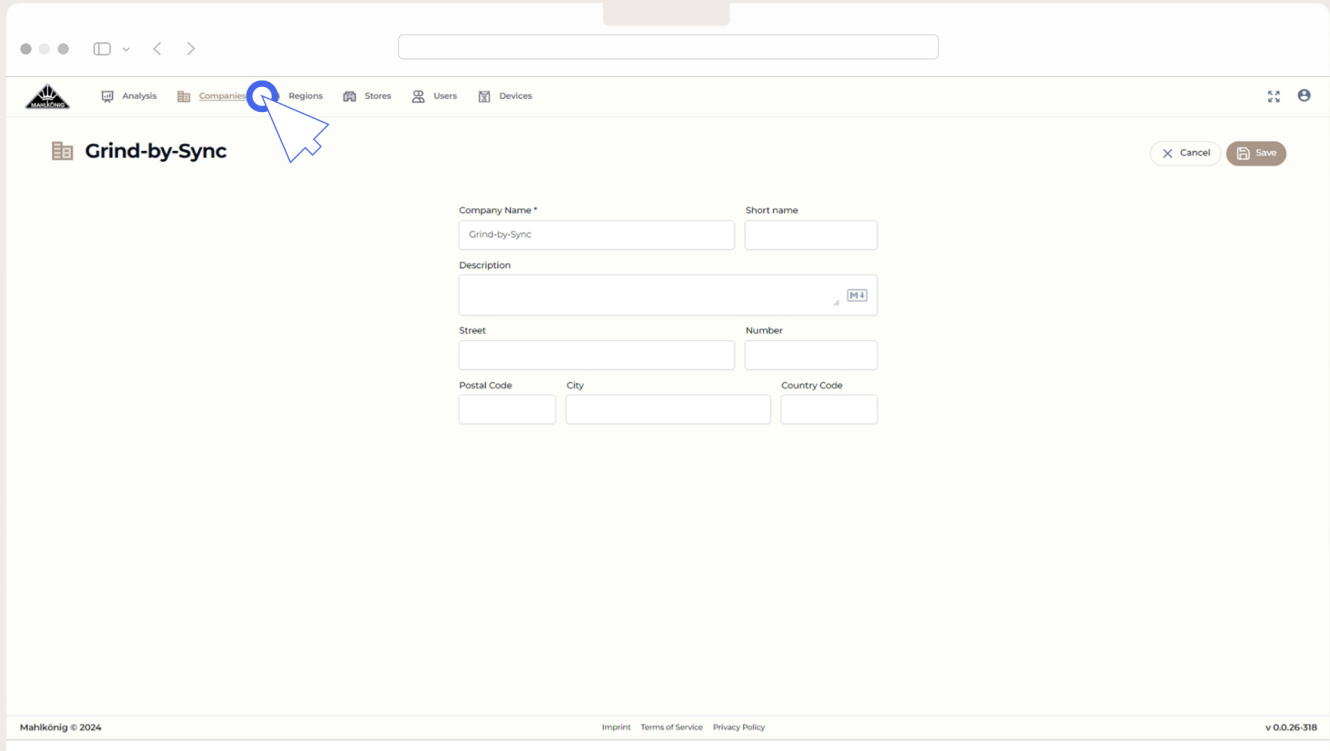 MAHLKÖNIG
Analysis Companies Regions Stores Users Devices
Grind-by-Sync
Cancel Save
Company Name * Short name
Grind-by-Sync
Description
M
Street Number
Postal Code City Country Code
Mahlkönig © 2024 Imprint Terms of Service Privacy Policy v 0.0.26-318